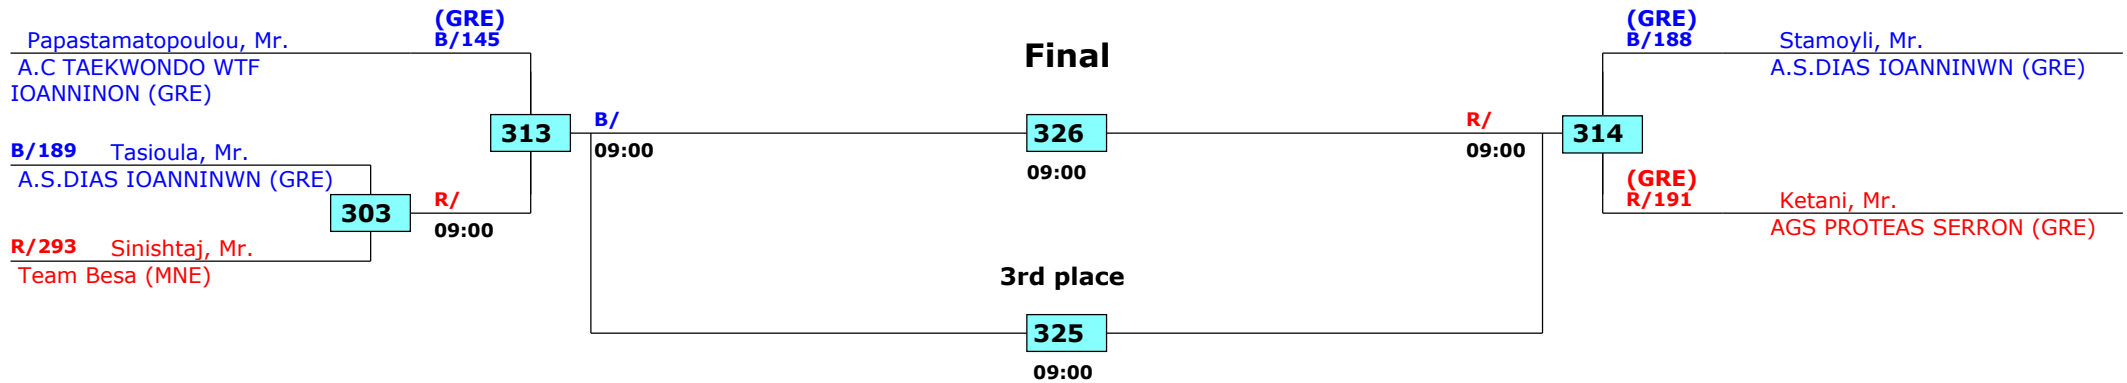 (GRE)
B/145
Papastamatopoulou, Mr.
A.C TAEKWONDO WTF
IOANNINON (GRE)
B/189 Tasioula, Mr.
A.S.DIAS IOANNINWN (GRE)
R/293 Sinishtaj, Mr.
Team Besa (MNE)
303
R/
09:00
313
B/
09:00
Final
326
09:00
3rd place
325
09:00
R/
09:00
314
(GRE)
B/188 Stamoyli, Mr.
A.S.DIAS IOANNINWN (GRE)
(GRE)
R/191 Ketani, Mr.
AGS PROTEAS SERRON (GRE)